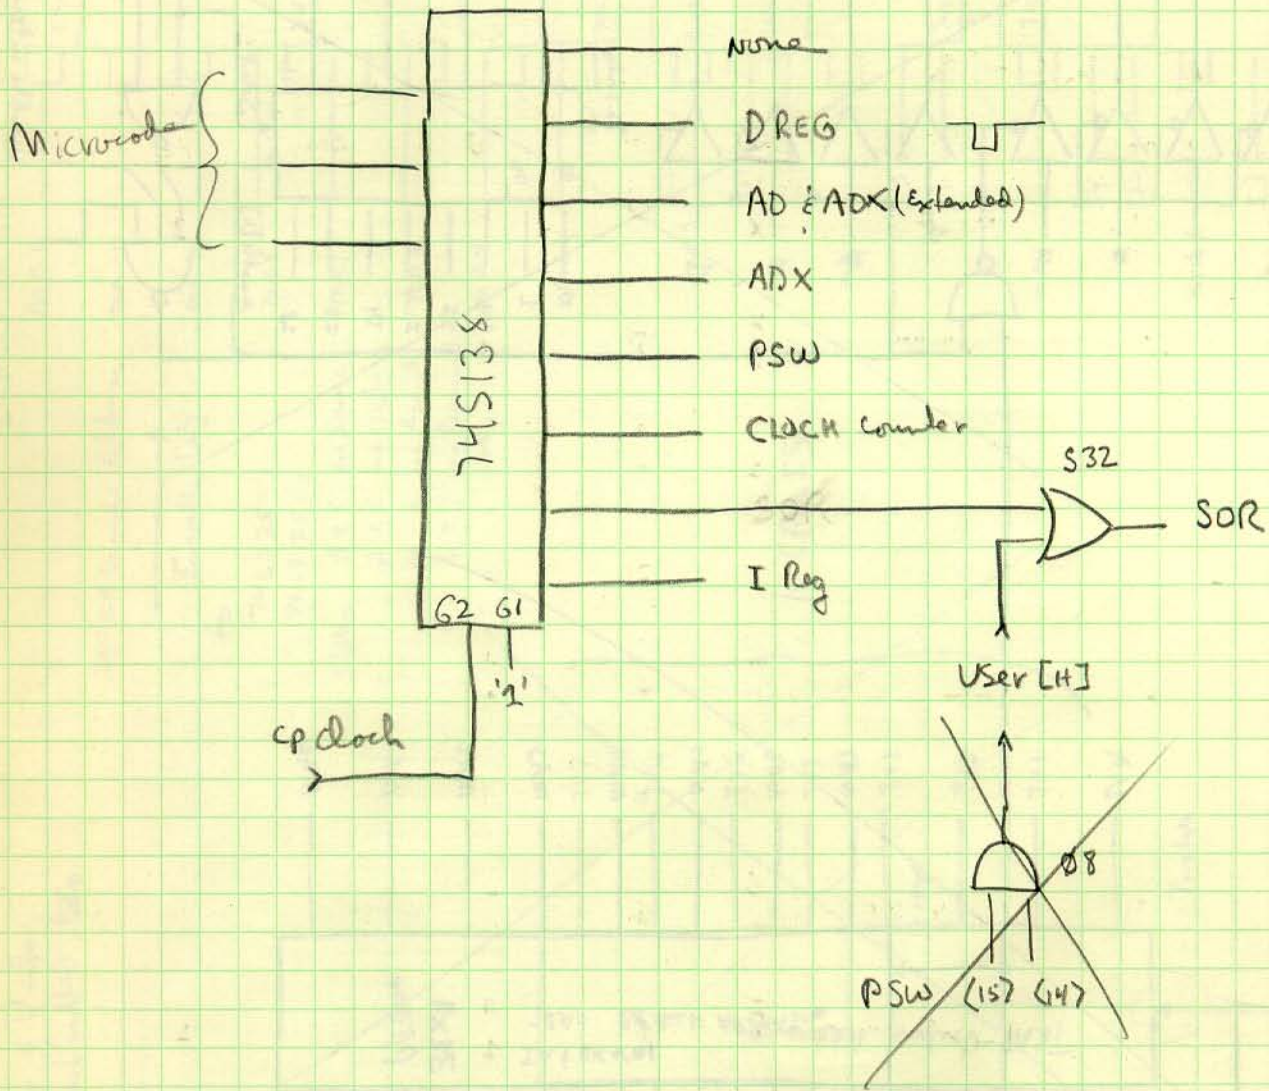 None
Microcode
DREG
AD & ADX (Extended)
ADX
PSW
74S138
Clock Counter
S32
SOR
I Reg
G2 G1
'1'
User [H]
cp clock
Ø8
PSW <15> <14>